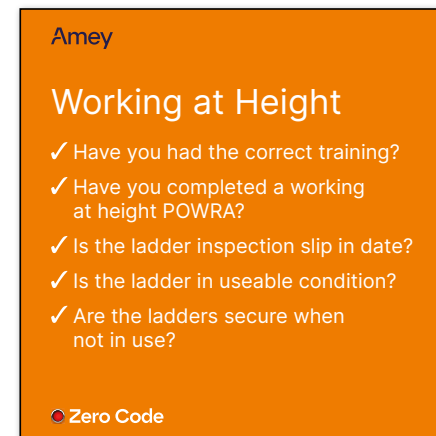 Amey
Working at Height
✓ Have you had the correct training?
✓ Have you completed a working
at height POWRA?
✓ Is the ladder inspection slip in date?
✓ Is the ladder in useable condition?
✓ Are the ladders secure when
not in use?
Zero Code